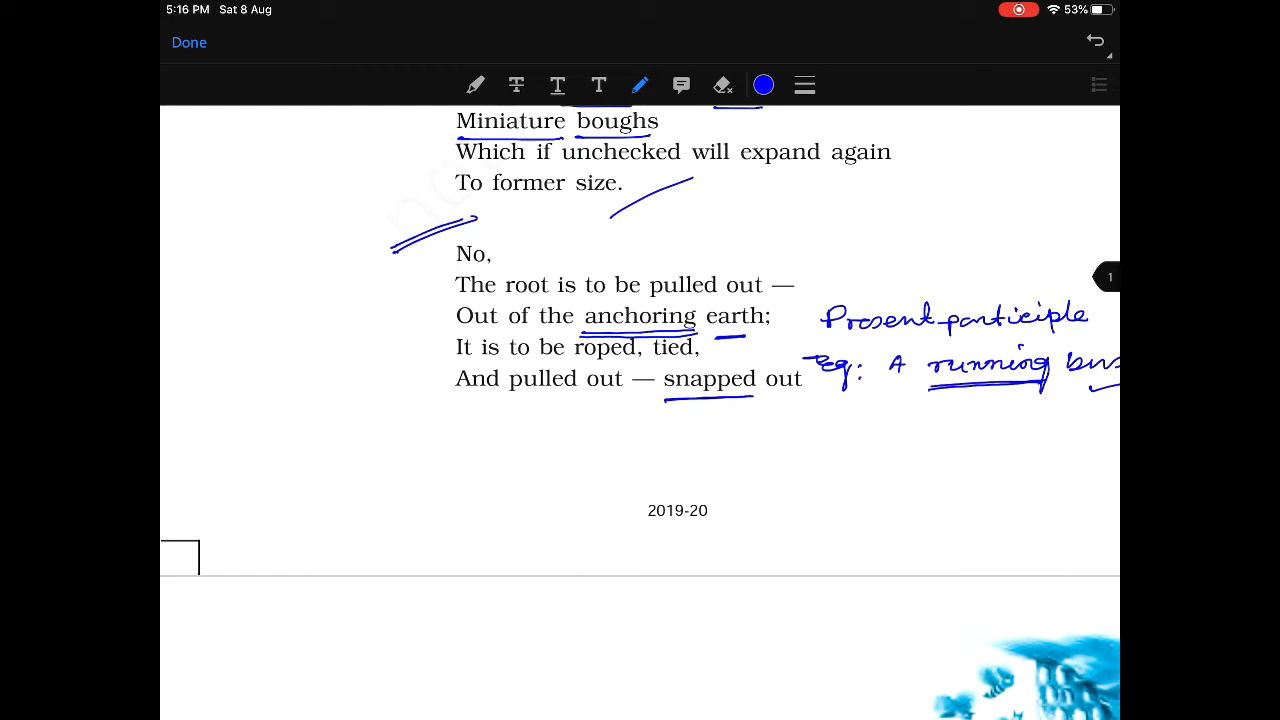 5:16 PM Sat 8 Aug 53%
Done
Miniature boughs
Which if unchecked will expand again
To former size.
No,
The root is to be pulled out —
Out of the anchoring earth;
Present participle
It is to be roped, tied,
Eg: A running bus
And pulled out — snapped out
1
2019-20